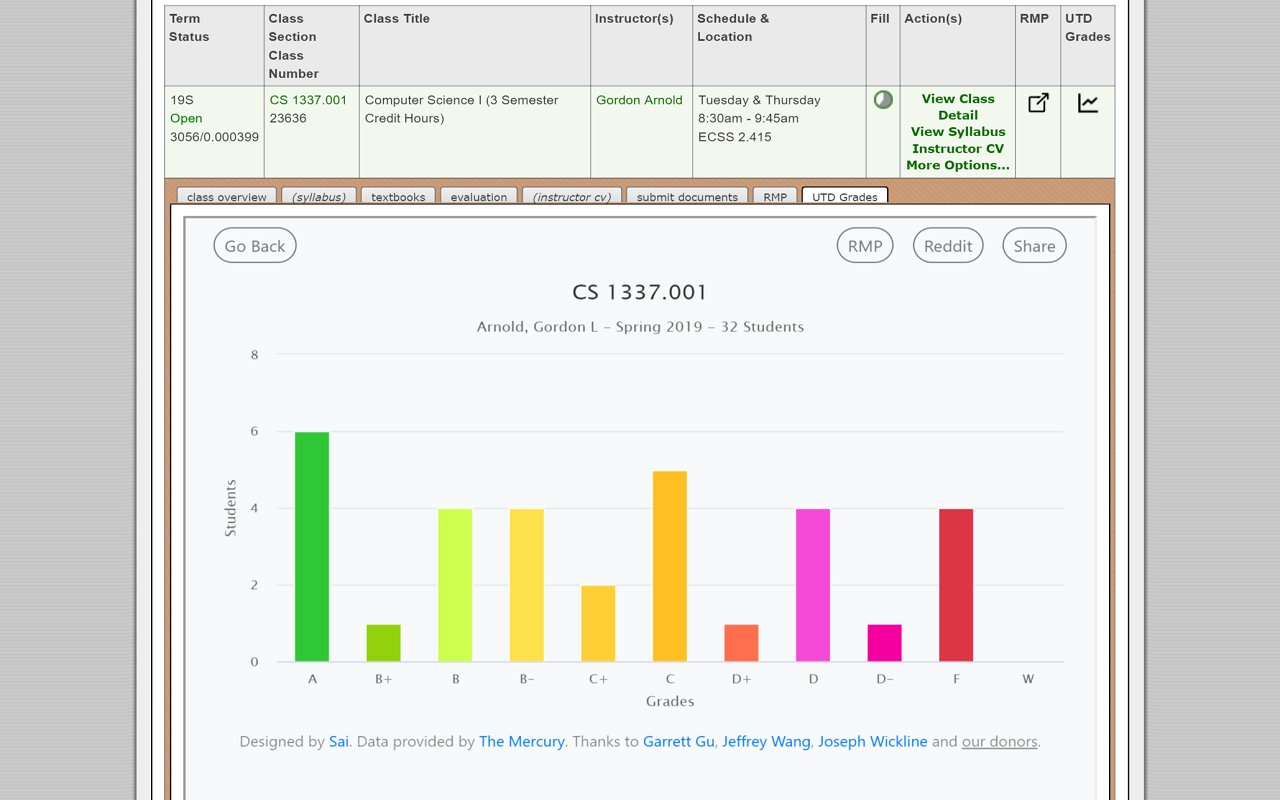 Term Status
Class Section Class Number
Class Title
Instructor(s)
Schedule & Location
Fill
Action(s)
RMP
UTD Grades
19S
Open
3056/0.000399
CS 1337.001
23636
Computer Science I (3 Semester
Credit Hours)
Gordon Arnold
Tuesday & Thursday
8:30am - 9:45am
ECSS 2.415
View Class
Detail
View Syllabus
Instructor CV
More Options...
class overview (syllabus) textbooks evaluation (instructor cv) submit documents RMP UTD Grades
Go Back RMP Reddit Share
CS 1337.001
Arnold, Gordon L – Spring 2019 – 32 Students
8
6
4
2
0
Students
A B+ B B- C+ C D+ D D- F W
Grades
Designed by Sai. Data provided by The Mercury. Thanks to Garrett Gu, Jeffrey Wang, Joseph Wickline and our donors.